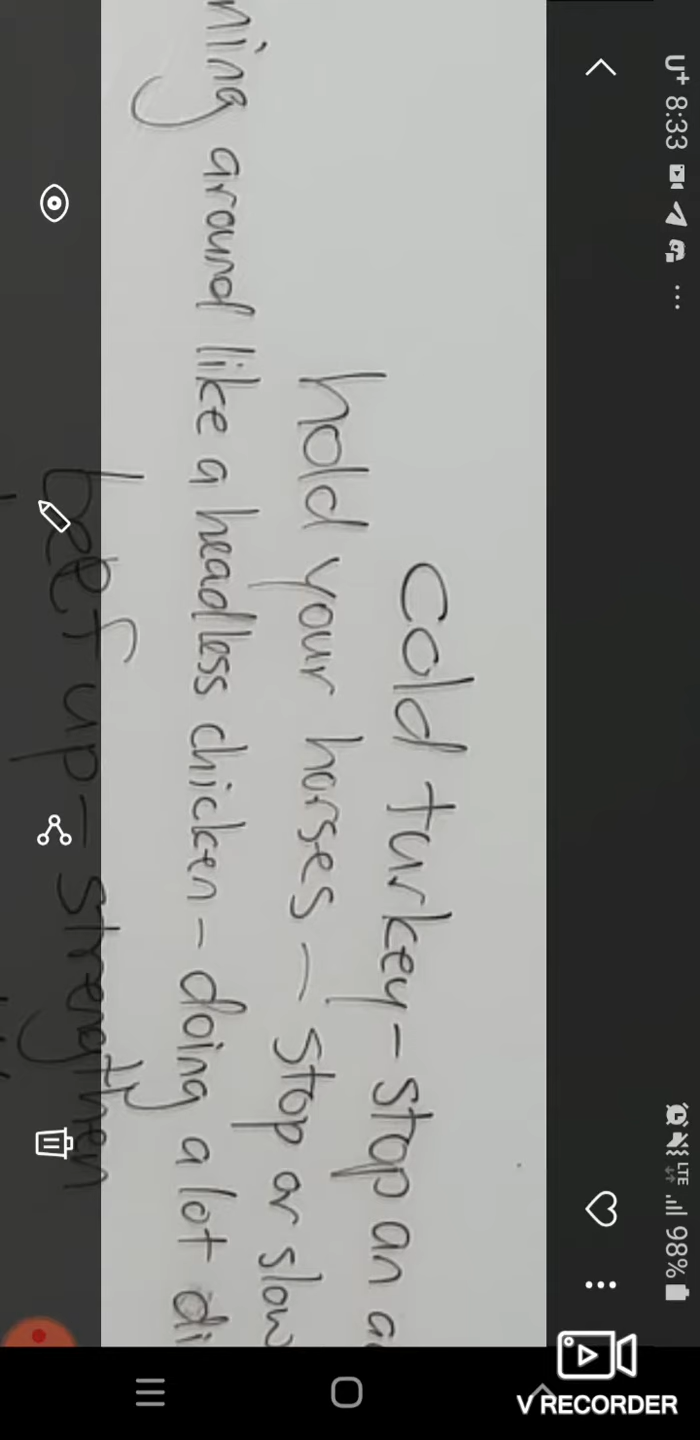 U+ 8:33 LTE 98%
cold turkey - stop an a
hold your horses - stop or slow
ning around like a headless chicken - doing a lot di
beef up - strengthen
V RECORDER